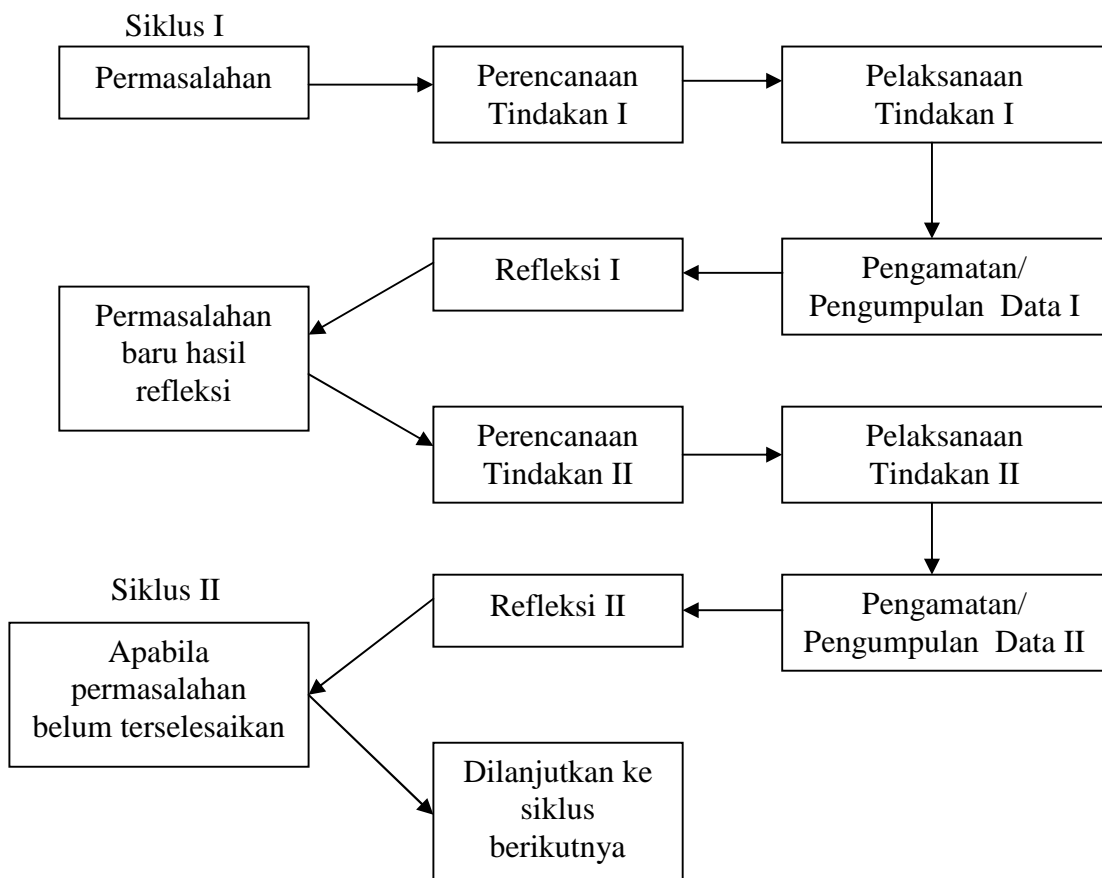 Siklus I
Permasalahan
Perencanaan
Tindakan I
Pelaksanaan
Tindakan I
Pengamatan/
Pengumpulan Data I
Refleksi I
Permasalahan
baru hasil
refleksi
Perencanaan
Tindakan II
Pelaksanaan
Tindakan II
Pengamatan/
Pengumpulan Data II
Refleksi II
Siklus II
Apabila
permasalahan
belum terselesaikan
Dilanjutkan ke
siklus
berikutnya